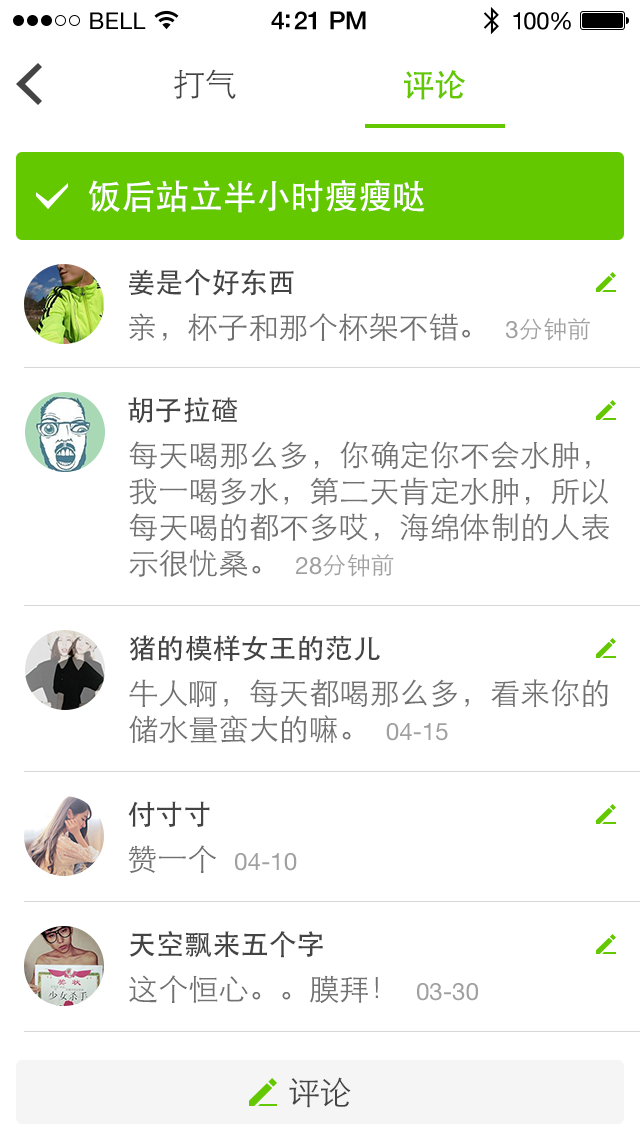 BELL 4:21 PM 100%
打气 评论
饭后站立半小时瘦瘦哒
姜是个好东西
亲，杯子和那个杯架不错。 3分钟前
胡子拉碴
每天喝那么多，你确定你不会水肿，
我一喝多水，第二天肯定水肿，所以
每天喝的都不多哎，海绵体制的人表
示很忧桑。 28分钟前
猪的模样女王的范儿
牛人啊，每天都喝那么多，看来你的
储水量蛮大的嘛。 04-15
付寸寸
赞一个 04-10
天空飘来五个字
这个恒心。。膜拜！ 03-30
奖状
少女杀手
评论